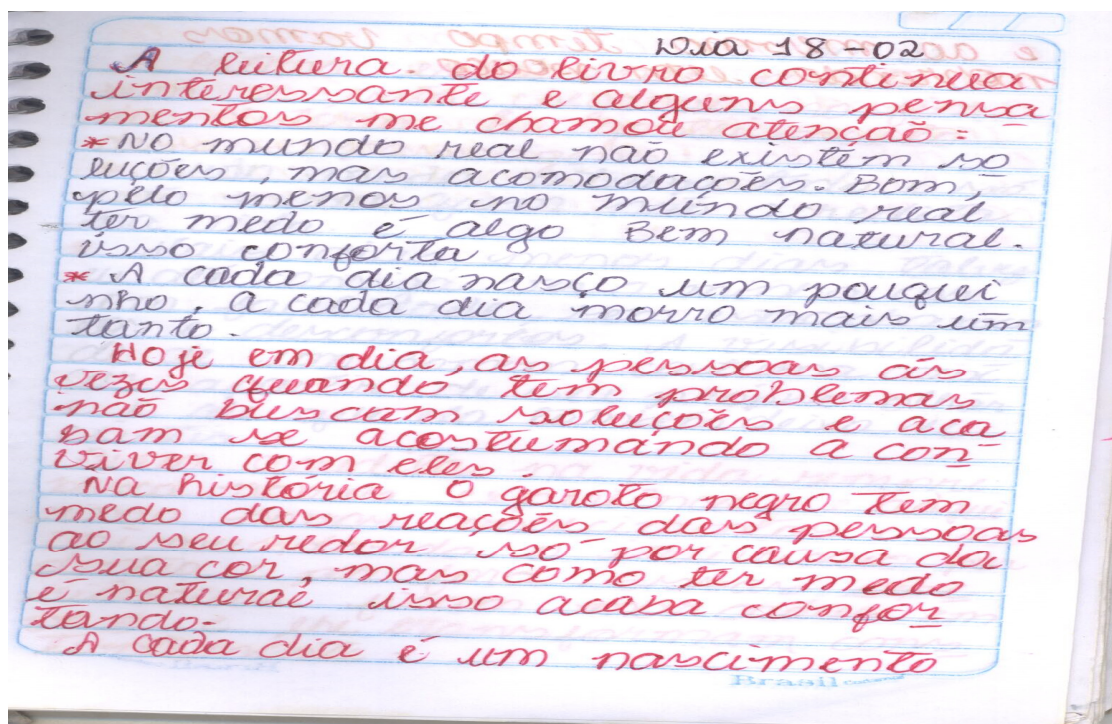 Dia 18-02
A leitura. do livro continua
interessante e alguns pensa
mentos me chamou atenção:
* No mundo real não existem so
luções, mas acomodações. Bom,
pelo menos no mundo real
ter medo é algo Bem natural.
isso conforta
* A cada dia nasço um pouqui
nho, a cada dia morro mais um
tanto.
Hoje em dia, as pessoas ás
vezes quando tem problemas
não buscam soluções e aca
bam se acostumando a con-
viver com eles.
Na história o garoto negro tem
medo das reações das pessoas
ao seu redor só por causa da
sua cor, mas como ter medo
é natural isso acaba confor
tando.
A cada dia é um nascimento
Brasil